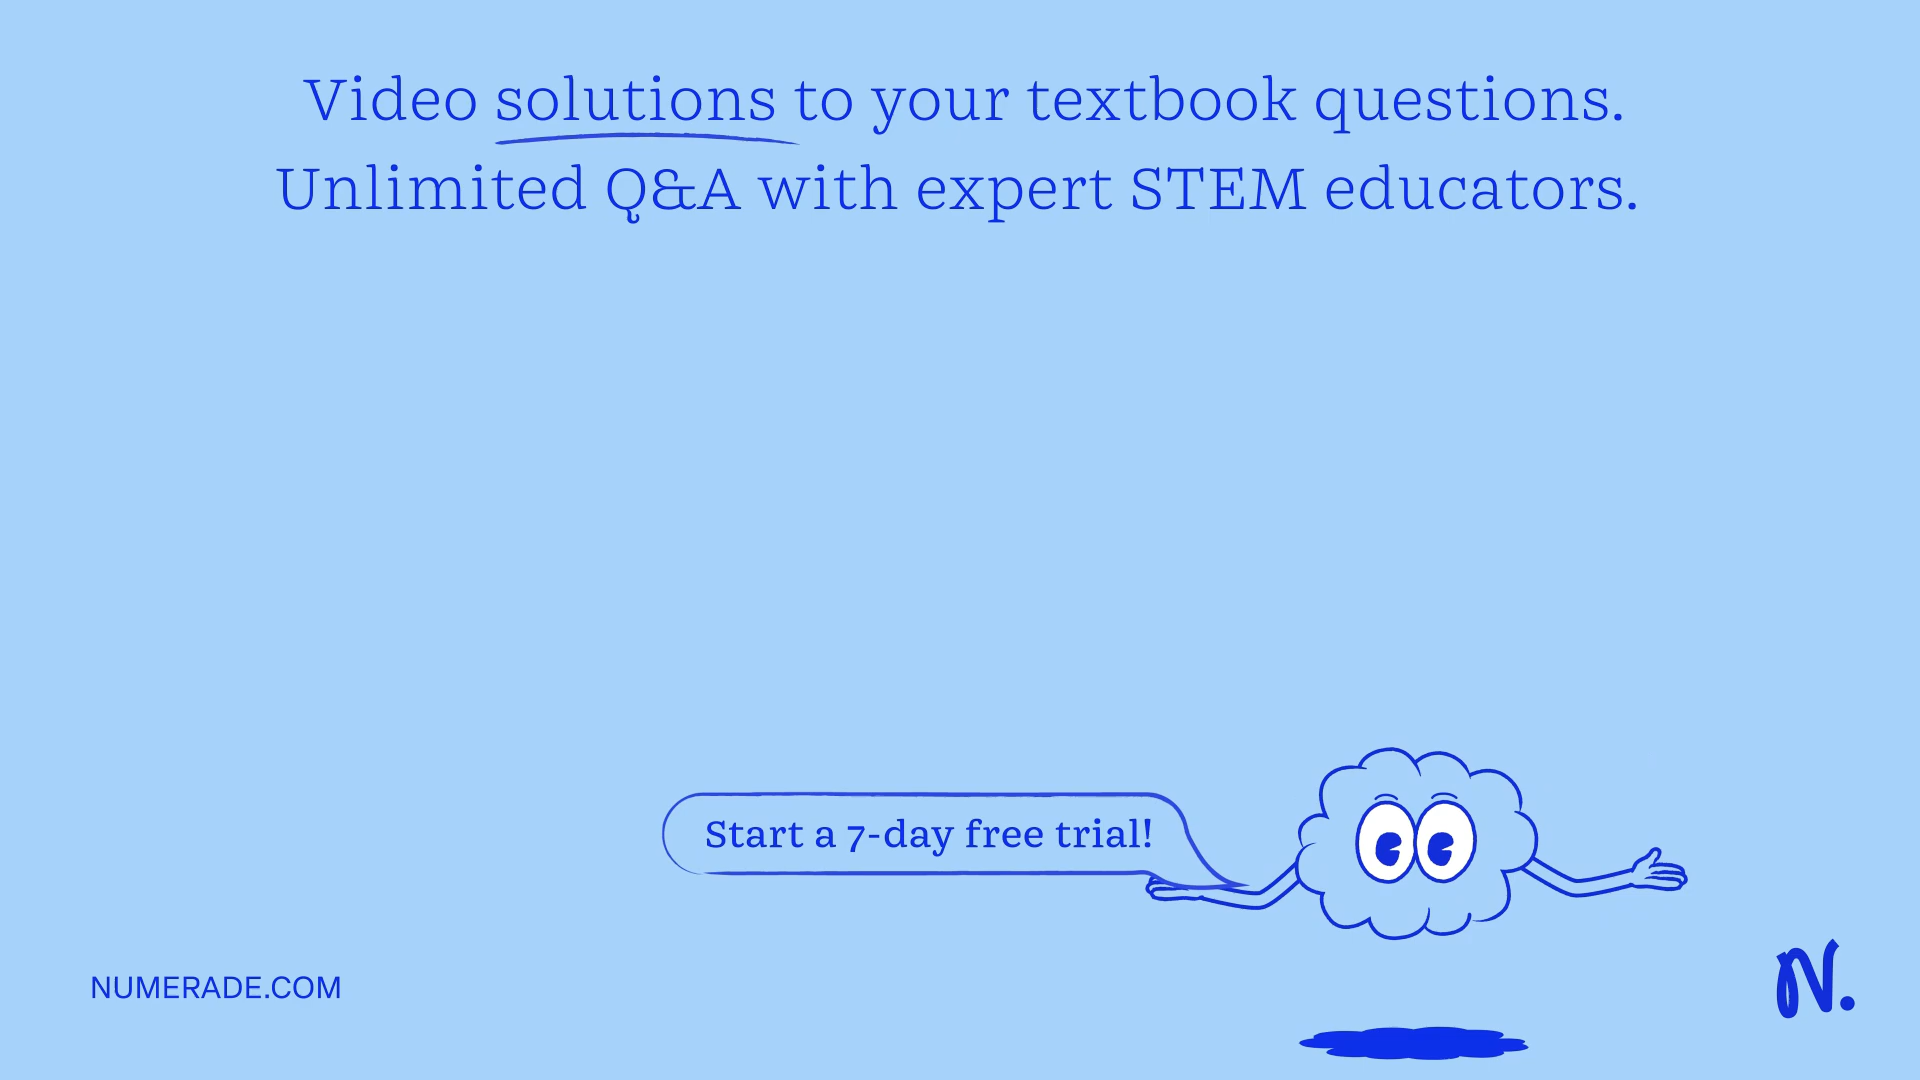 Video solutions to your textbook questions.
Unlimited Q&A with expert STEM educators.
Start a 7-day free trial!
NUMERADE.COM
N.